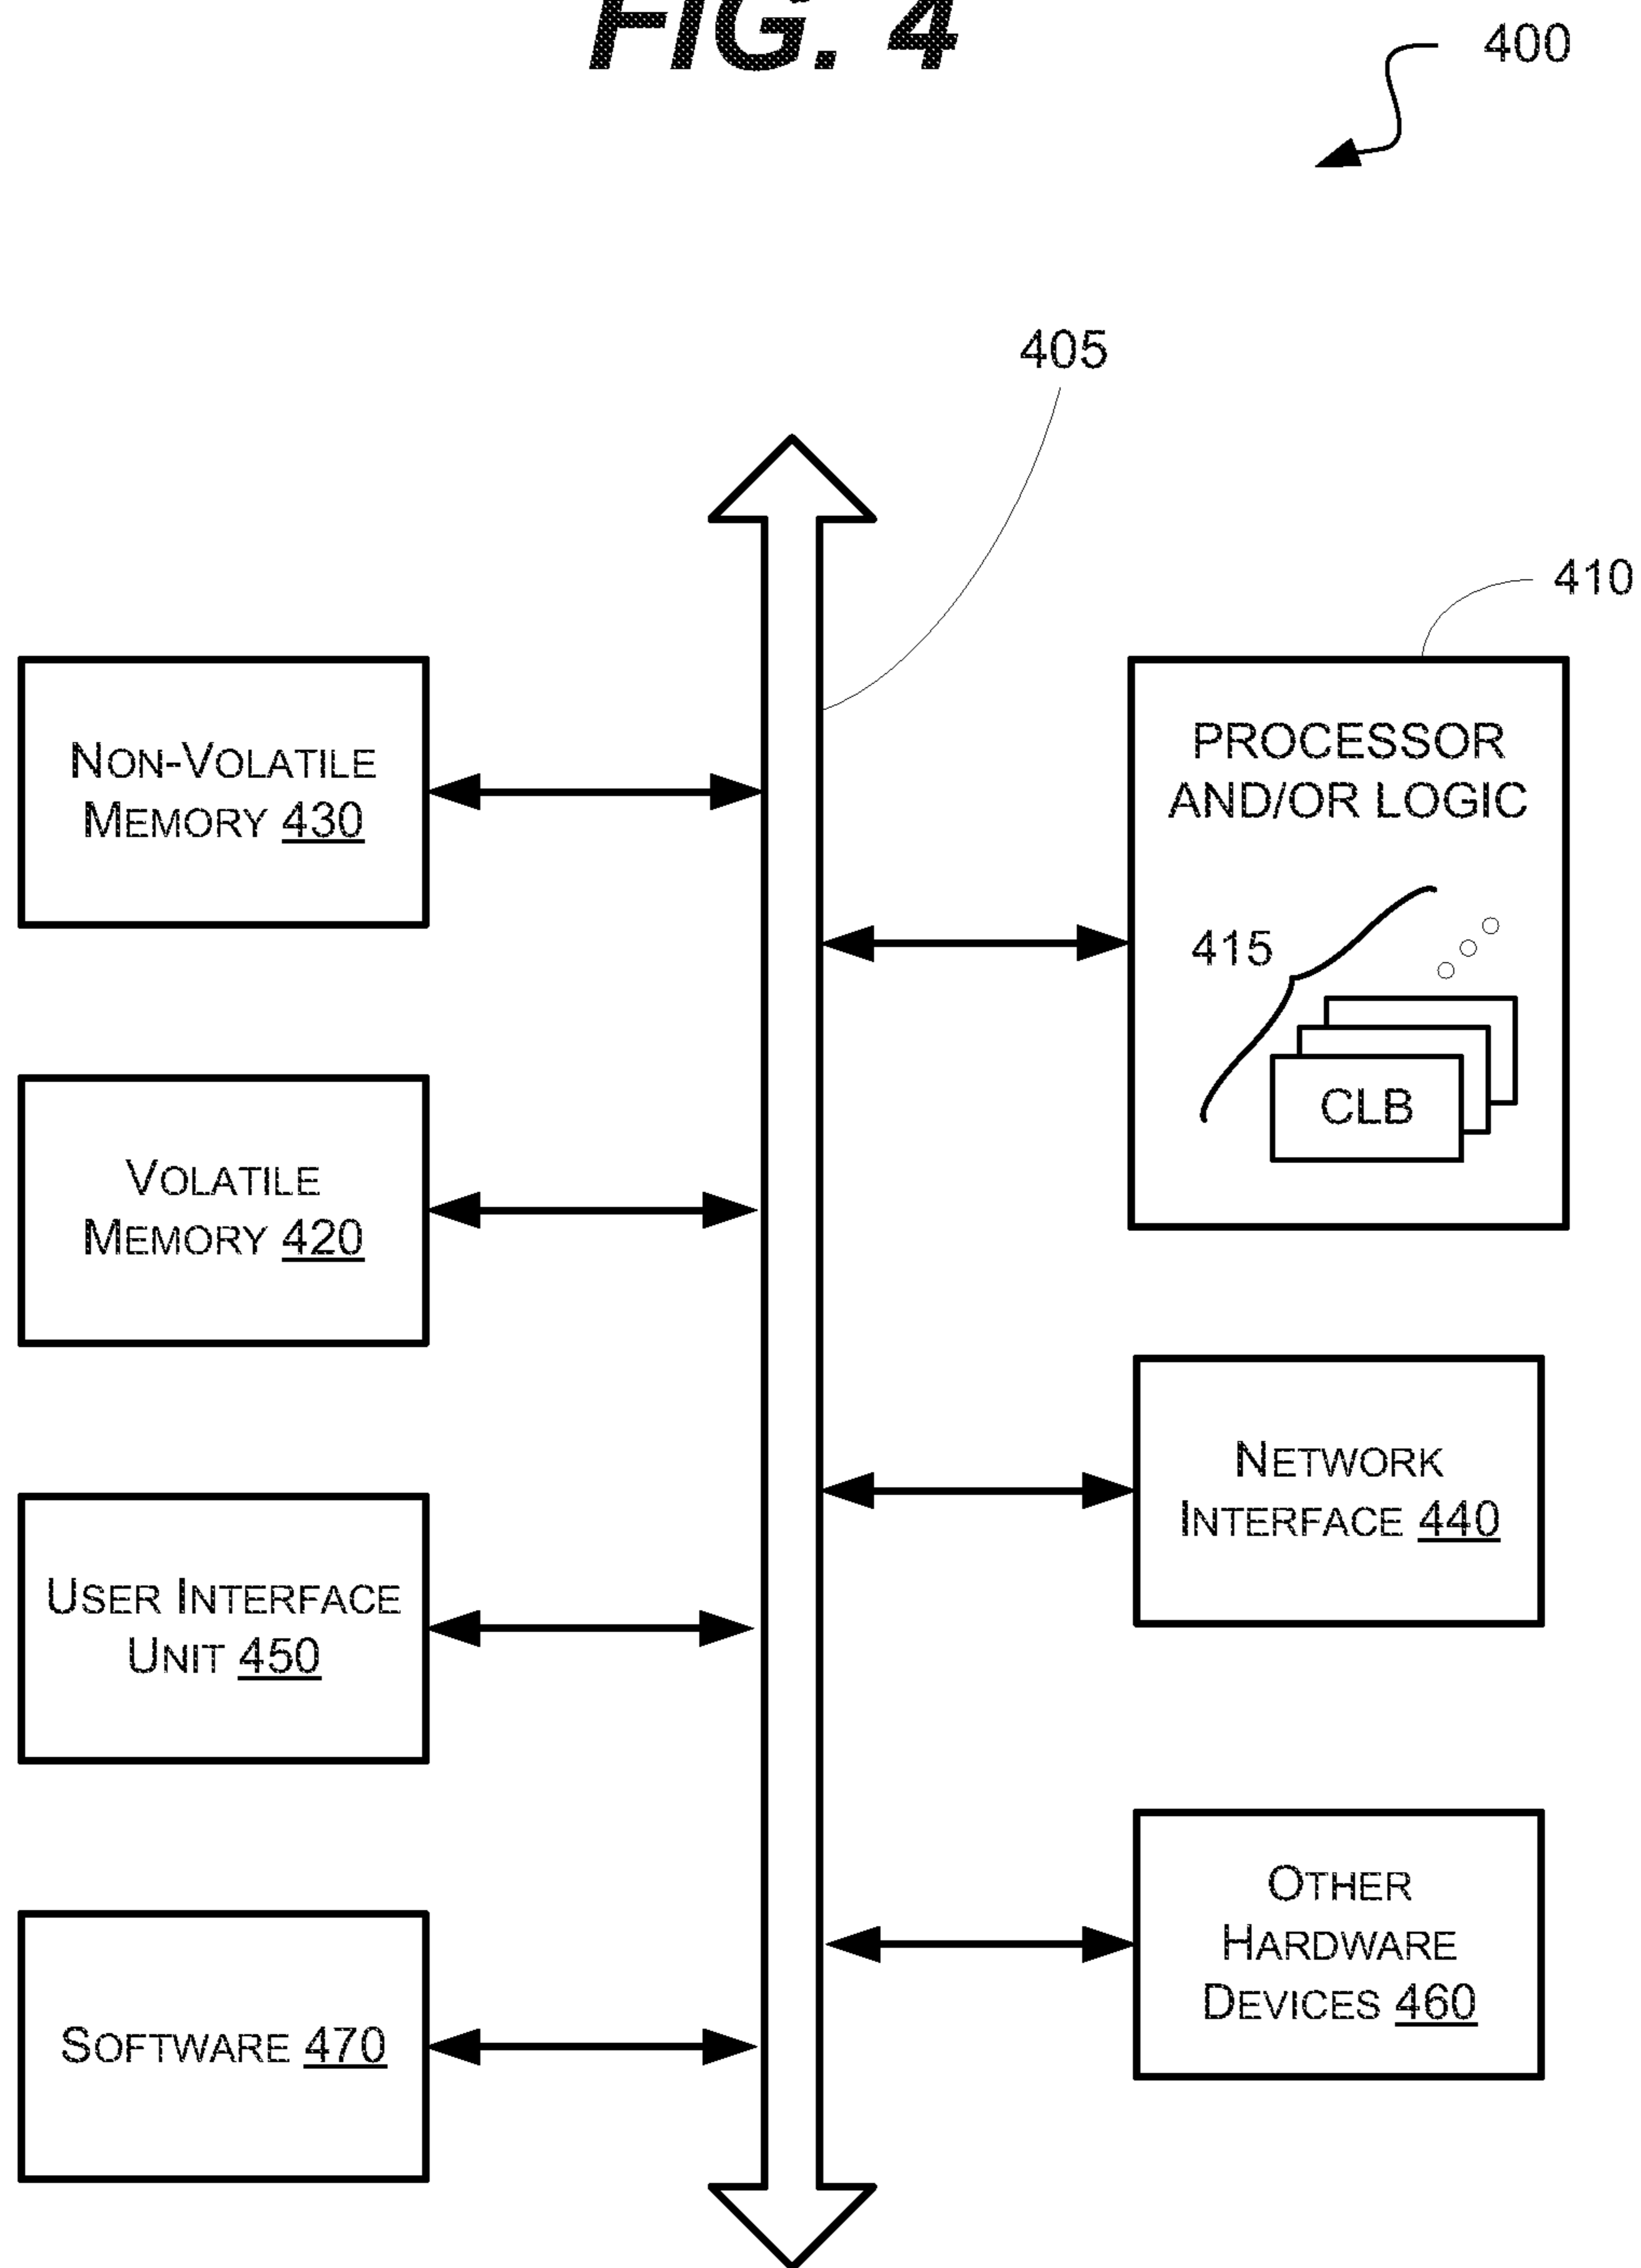 FIG. 4
400
405
410
NON-VOLATILE
MEMORY 430
PROCESSOR
AND/OR LOGIC
415
CLB
VOLATILE
MEMORY 420
NETWORK
INTERFACE 440
USER INTERFACE
UNIT 450
OTHER
HARDWARE
DEVICES 460
SOFTWARE 470